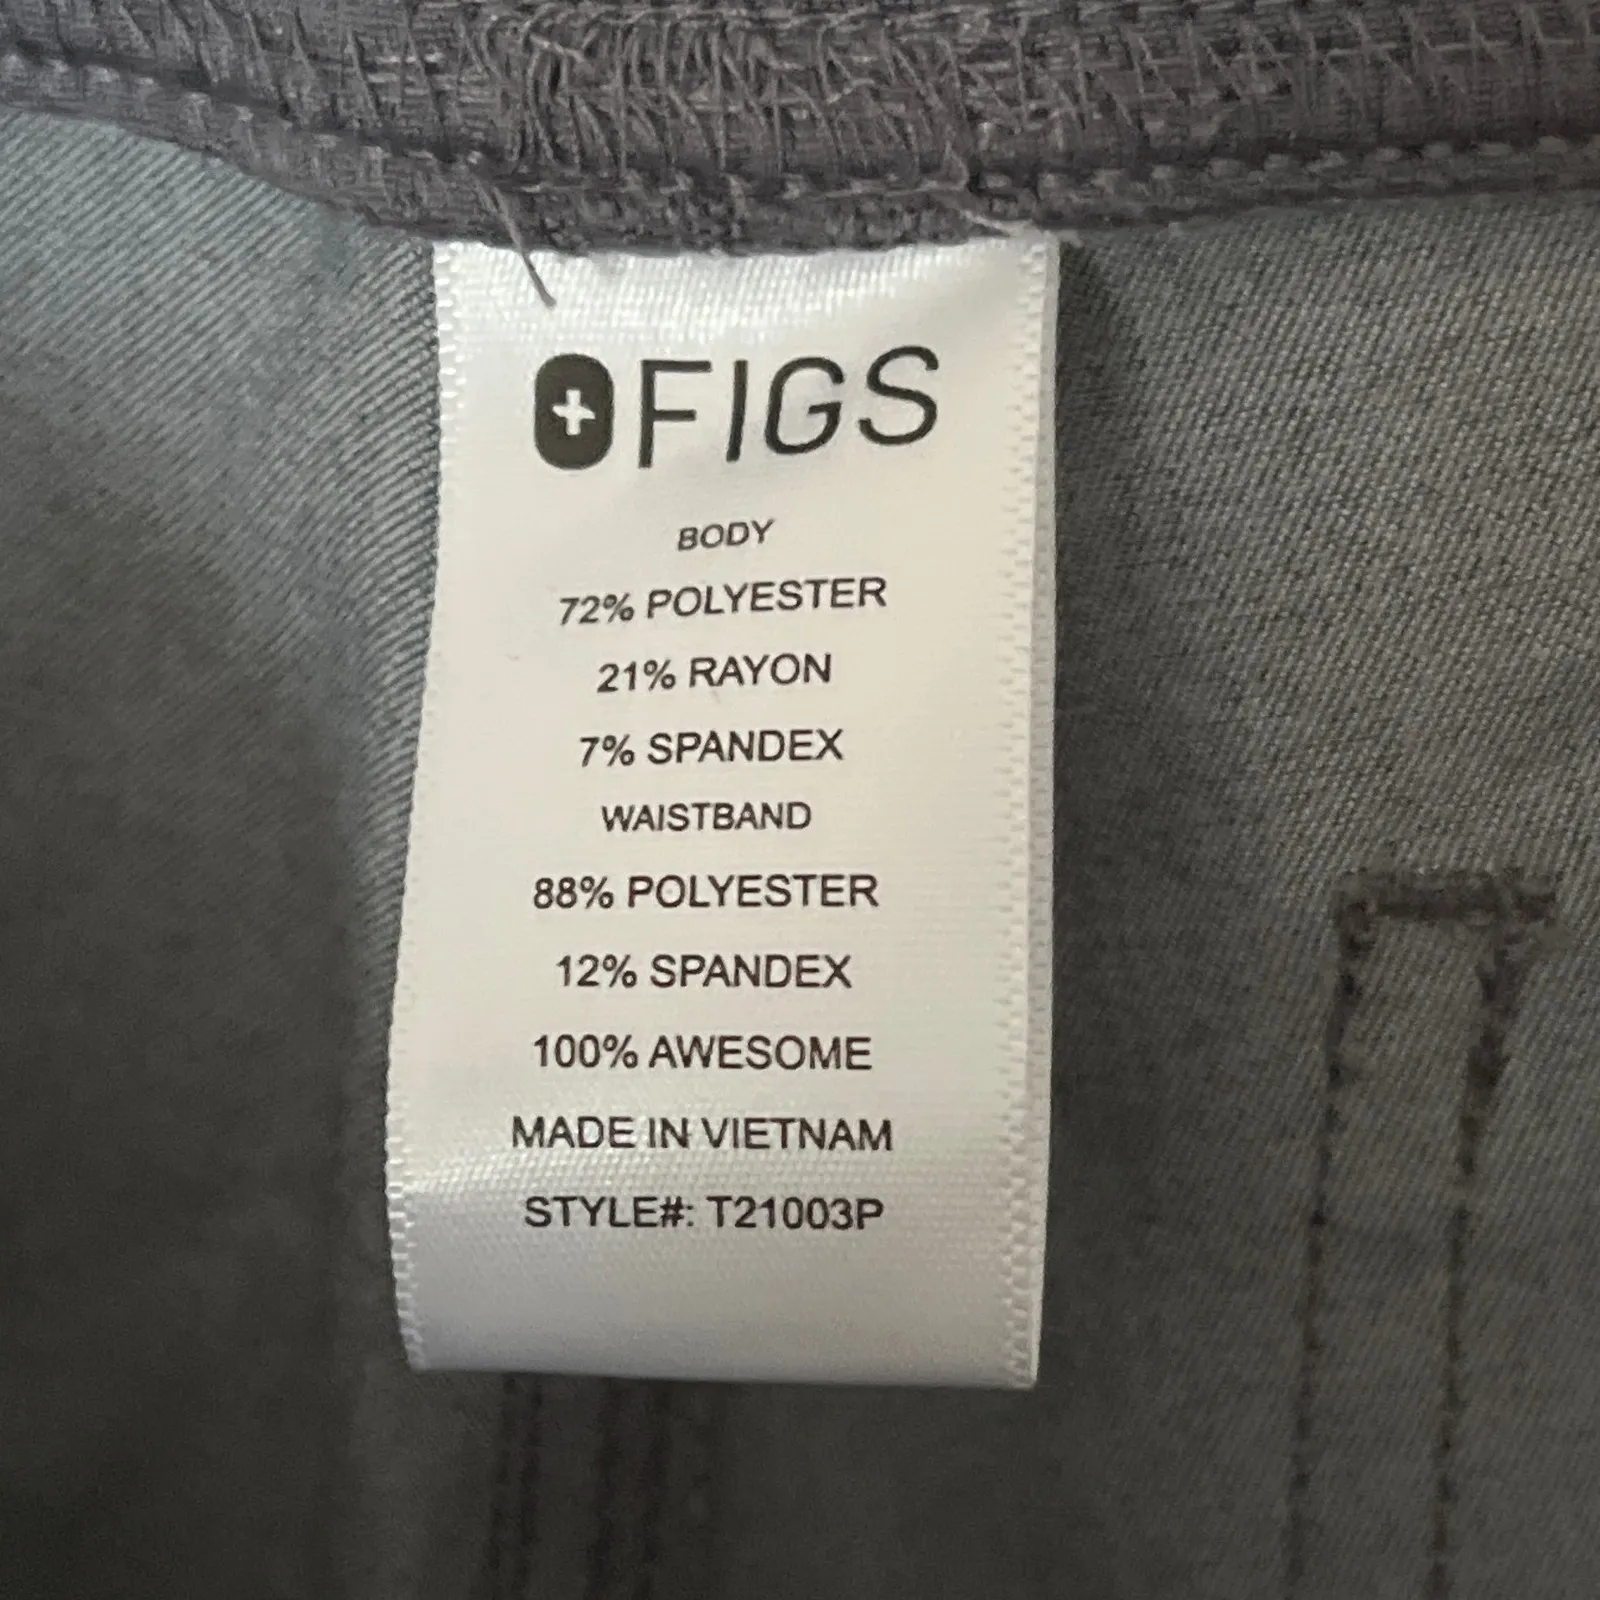 FIGS
BODY
72% POLYESTER
21% RAYON
7% SPANDEX
WAISTBAND
88% POLYESTER
12% SPANDEX
100% AWESOME
MADE IN VIETNAM
STYLE#: T21003P